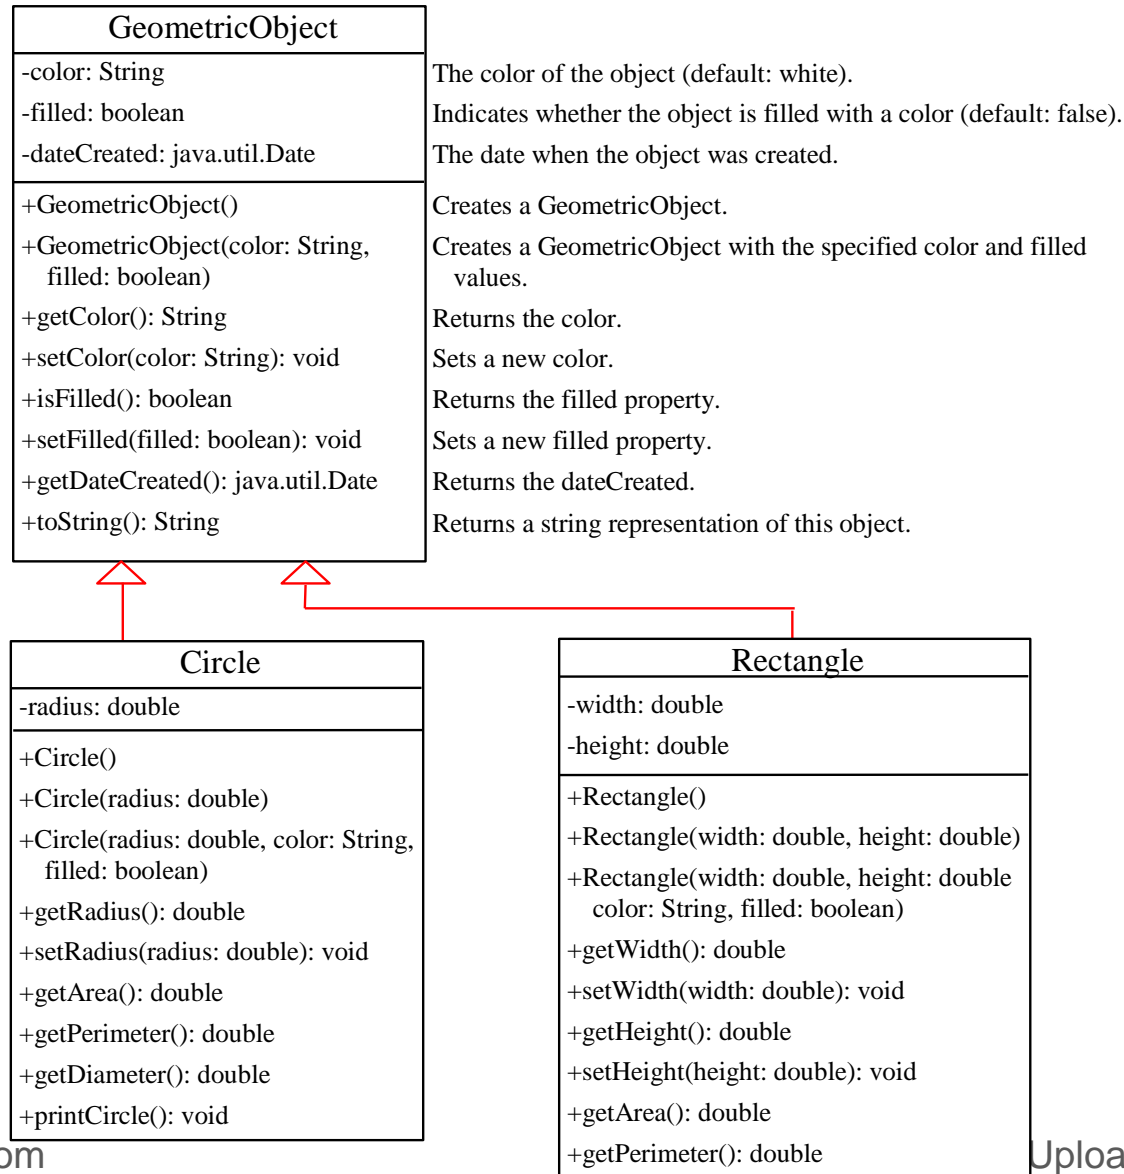 GeometricObject
-color: String
The color of the object (default: white).
-filled: boolean
Indicates whether the object is filled with a color (default: false).
-dateCreated: java.util.Date
The date when the object was created.
+GeometricObject()
Creates a GeometricObject.
+GeometricObject(color: String,
filled: boolean)
Creates a GeometricObject with the specified color and filled
values.
+getColor(): String
Returns the color.
+setColor(color: String): void
Sets a new color.
+isFilled(): boolean
Returns the filled property.
+setFilled(filled: boolean): void
Sets a new filled property.
+getDateCreated(): java.util.Date
Returns the dateCreated.
+toString(): String
Returns a string representation of this object.
Circle
-radius: double
+Circle()
+Circle(radius: double)
+Circle(radius: double, color: String,
filled: boolean)
+getRadius(): double
+setRadius(radius: double): void
+getArea(): double
+getPerimeter(): double
+getDiameter(): double
+printCircle(): void
Rectangle
-width: double
-height: double
+Rectangle()
+Rectangle(width: double, height: double)
+Rectangle(width: double, height: double
color: String, filled: boolean)
+getWidth(): double
+setWidth(width: double): void
+getHeight(): double
+setHeight(height: double): void
+getArea(): double
+getPerimeter(): double
om
Uploa